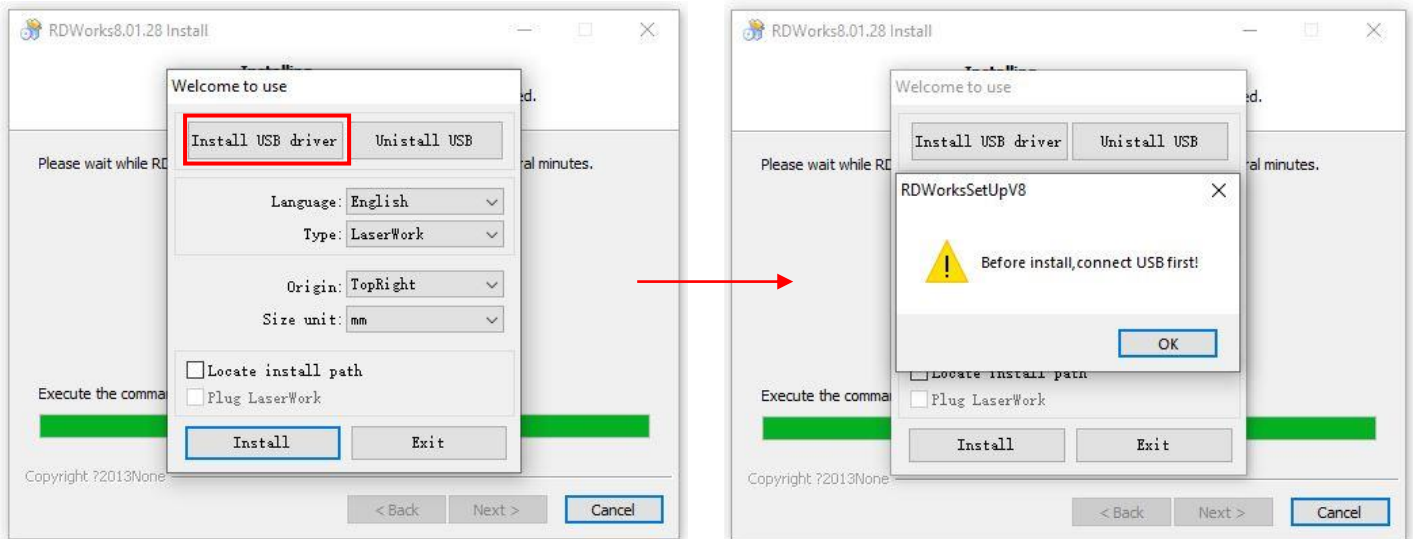 RDWorks8.01.28 Install
Welcome to use
ed.
Install USB driver
Unistall USB
Please wait while RD
ral minutes.
Language: English
Type: LaserWork
Origin: TopRight
Size unit: mm
Locate install path
Execute the comma
Plug LaserWork
Install
Exit
Copyright ?2013None
< Back
Next >
Cancel
RDWorks8.01.28 Install
Welcome to use
ed.
Install USB driver
Unistall USB
Please wait while RD
ral minutes.
RDWorksSetUpV8
Before install,connect USB first!
OK
Locate install path
Execute the comma
Plug LaserWork
Install
Exit
Copyright ?2013None
< Back
Next >
Cancel